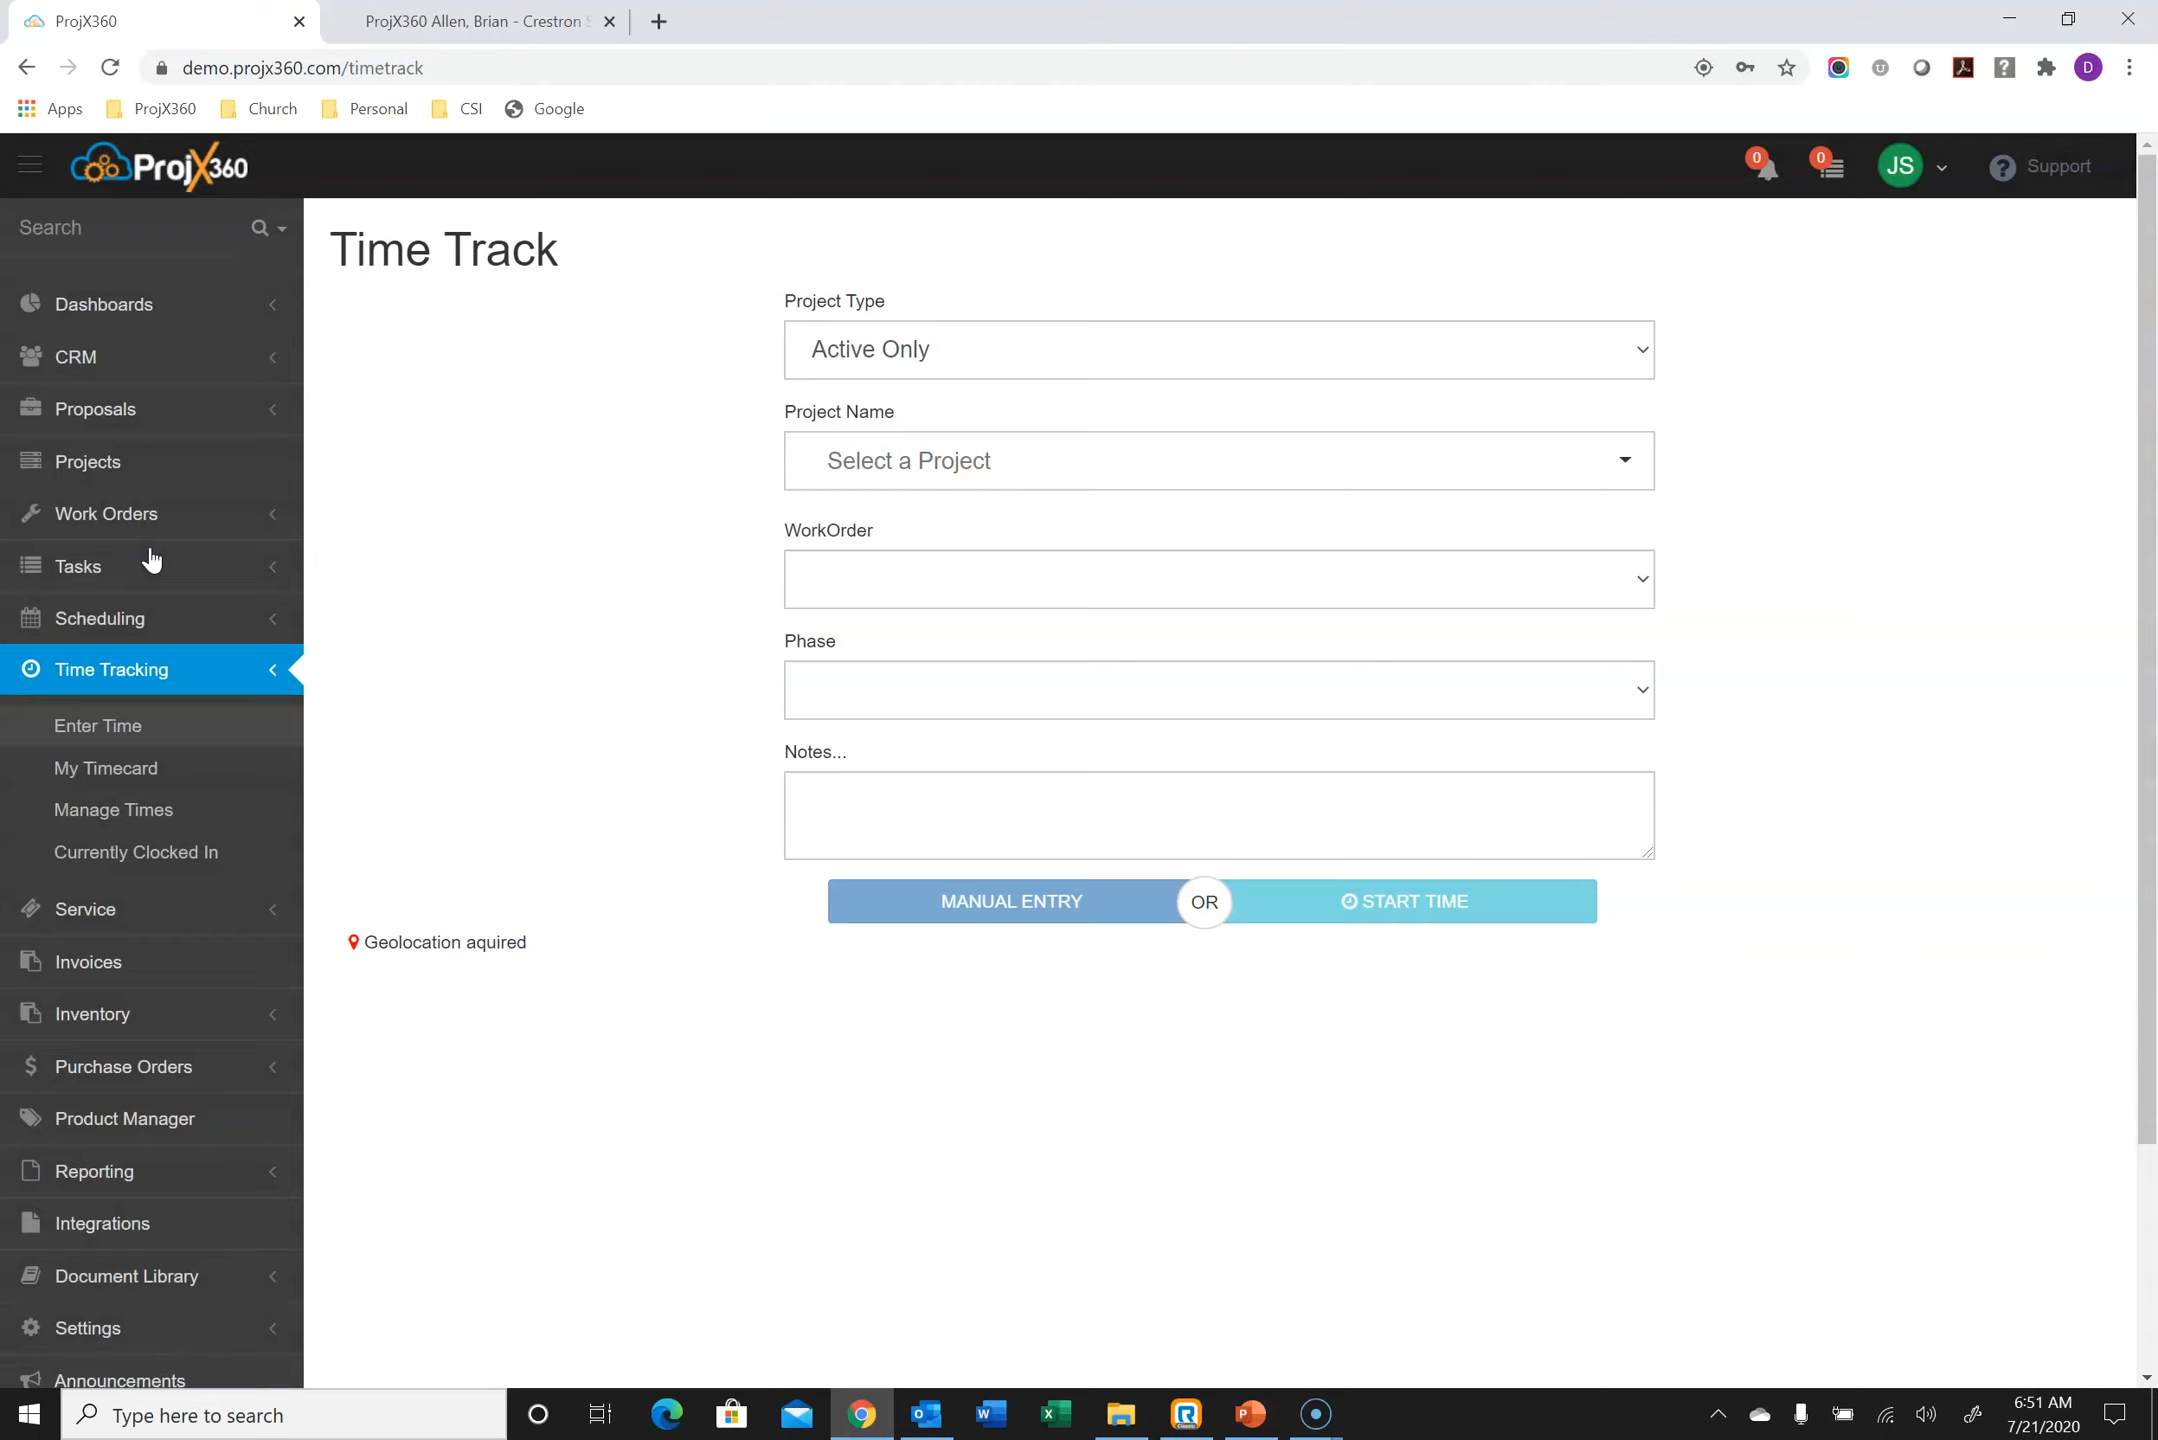 ProjX360
ProjX360 Allen, Brian - Crestron
demo.projx360.com/timetrack
D
Apps
ProjX360
Church
Personal
CSI
Google
ProjX360
0
0
JS
Support
Search
Time Track
Dashboards
CRM
Proposals
Projects
Work Orders
Tasks
Scheduling
Time Tracking
Enter Time
My Timecard
Manage Times
Currently Clocked In
Service
Invoices
Inventory
Purchase Orders
Product Manager
Reporting
Integrations
Document Library
Settings
Announcements
Project Type
Active Only
Project Name
Select a Project
WorkOrder
Phase
Notes...
MANUAL ENTRY
OR
START TIME
Geolocation aquired
Type here to search
6:51 AM
7/21/2020